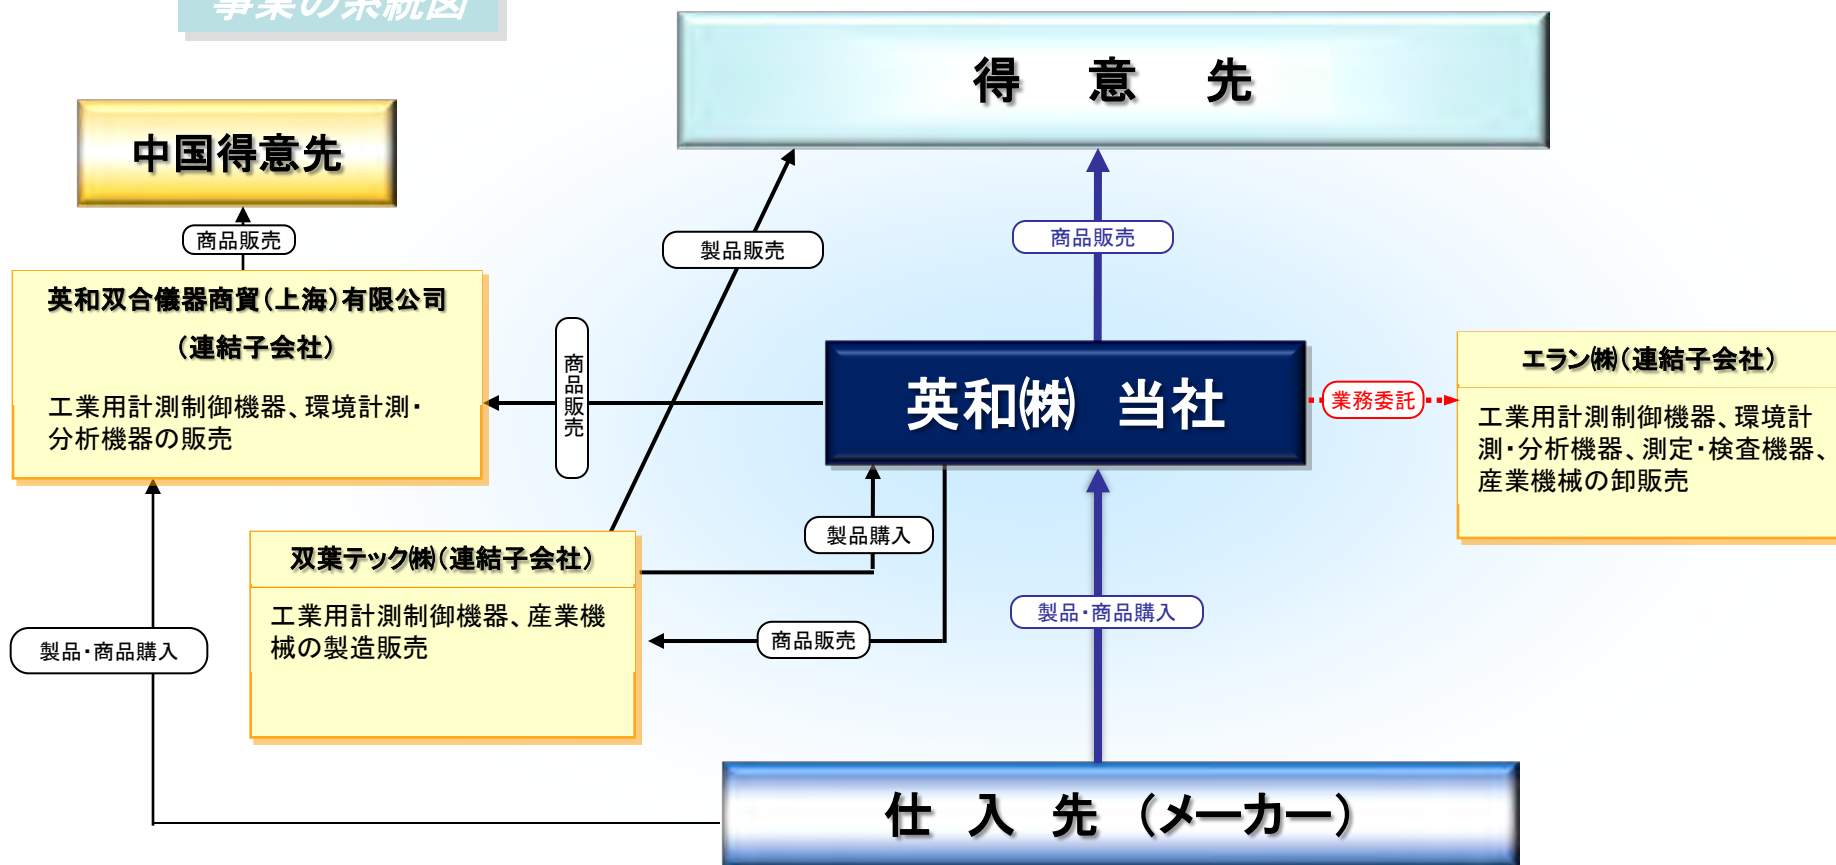 事業の系統図
得 意 先
中国得意先
商品販売
製品販売
商品販売
英和双合儀器商貿(上海)有限公司
(連結子会社)
工業用計測制御機器、環境計測・
分析機器の販売
商品販売
英和㈱ 当社
業務委託
エラン㈱(連結子会社)
工業用計測制御機器、環境計
測・分析機器、測定・検査機器、
産業機械の卸販売
製品購入
双葉テック㈱(連結子会社)
工業用計測制御機器、産業機
械の製造販売
商品販売
製品・商品購入
製品・商品購入
仕 入 先 (メーカー)